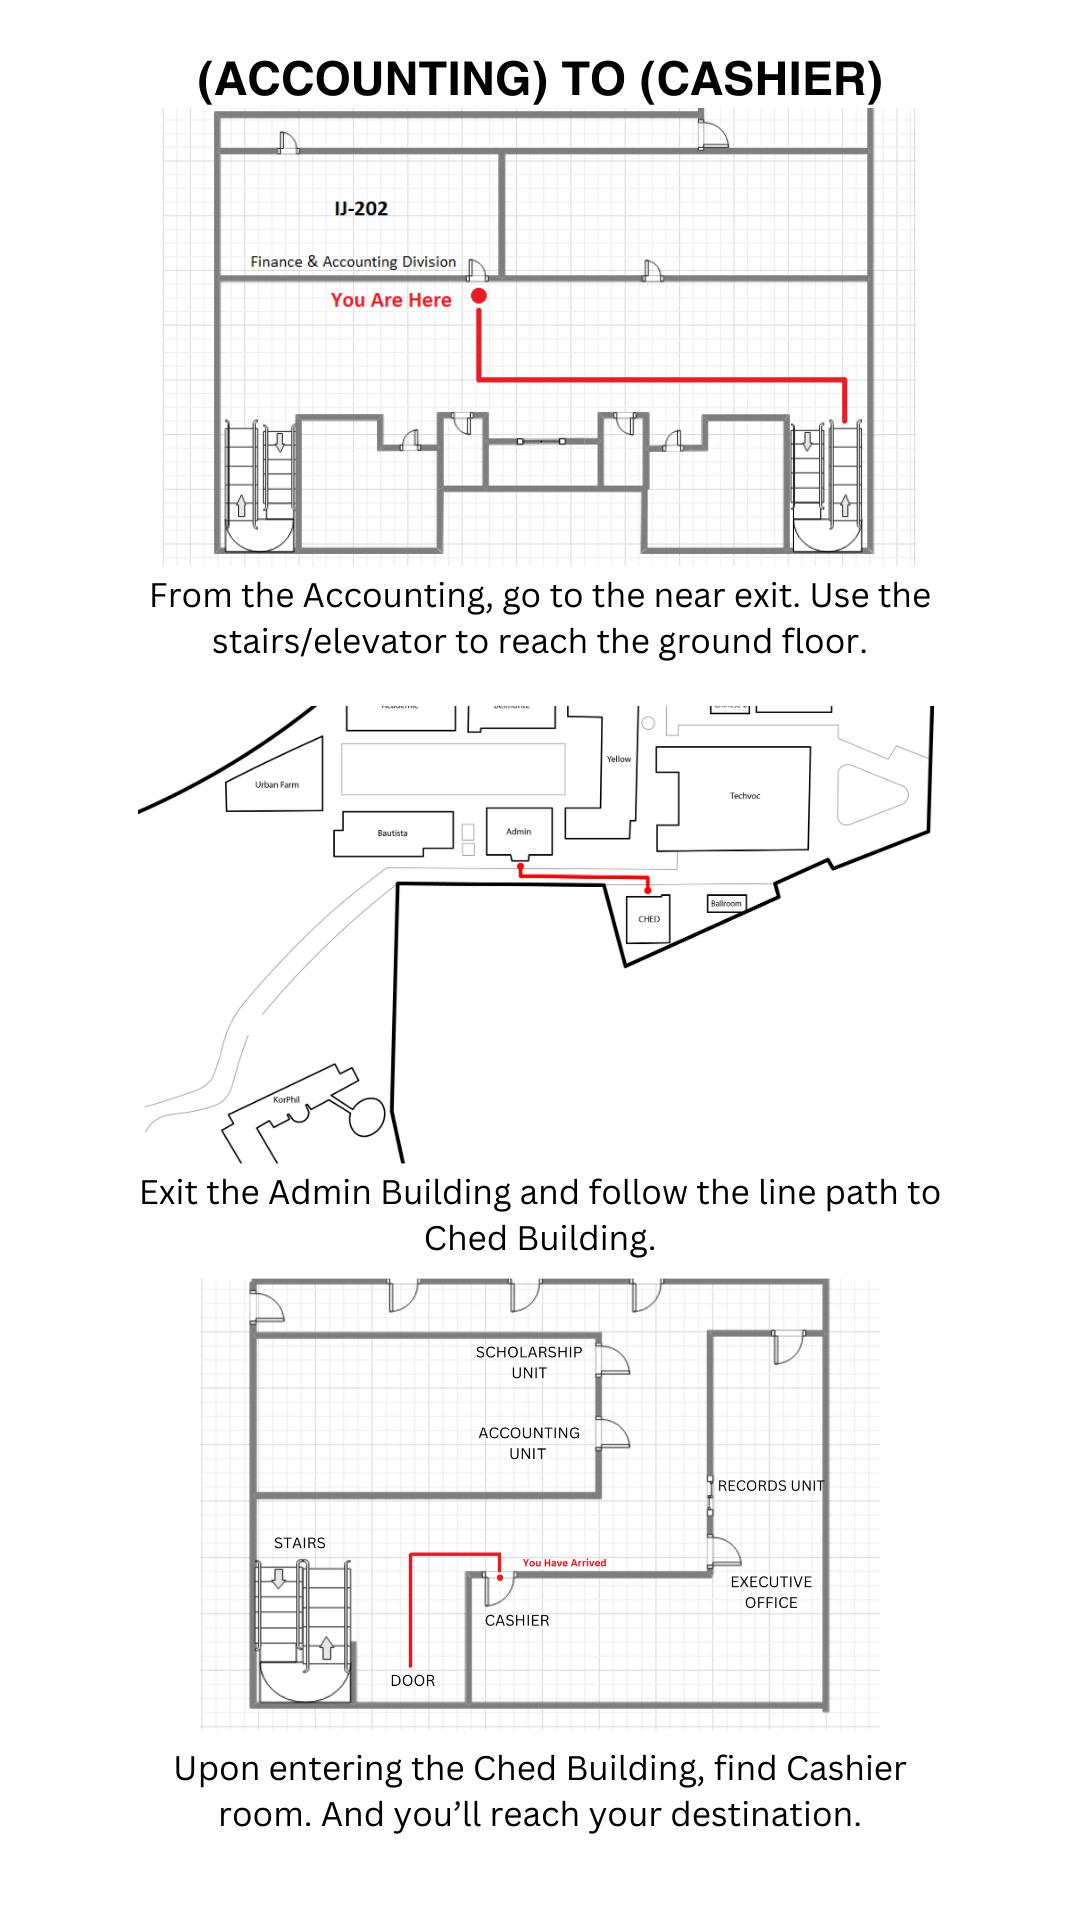 (ACCOUNTING) TO (CASHIER)
IJ-202
Finance & Accounting Division
You Are Here
From the Accounting, go to the near exit. Use the
stairs/elevator to reach the ground floor.
Urban Farm
Yellow
Techvoc
Bautista
Admin
CHED
Ballroom
KorPhil
Exit the Admin Building and follow the line path to
Ched Building.
SCHOLARSHIP
UNIT
ACCOUNTING
UNIT
RECORDS UNIT
STAIRS
You Have Arrived
EXECUTIVE
OFFICE
CASHIER
DOOR
Upon entering the Ched Building, find Cashier
room. And you’ll reach your destination.